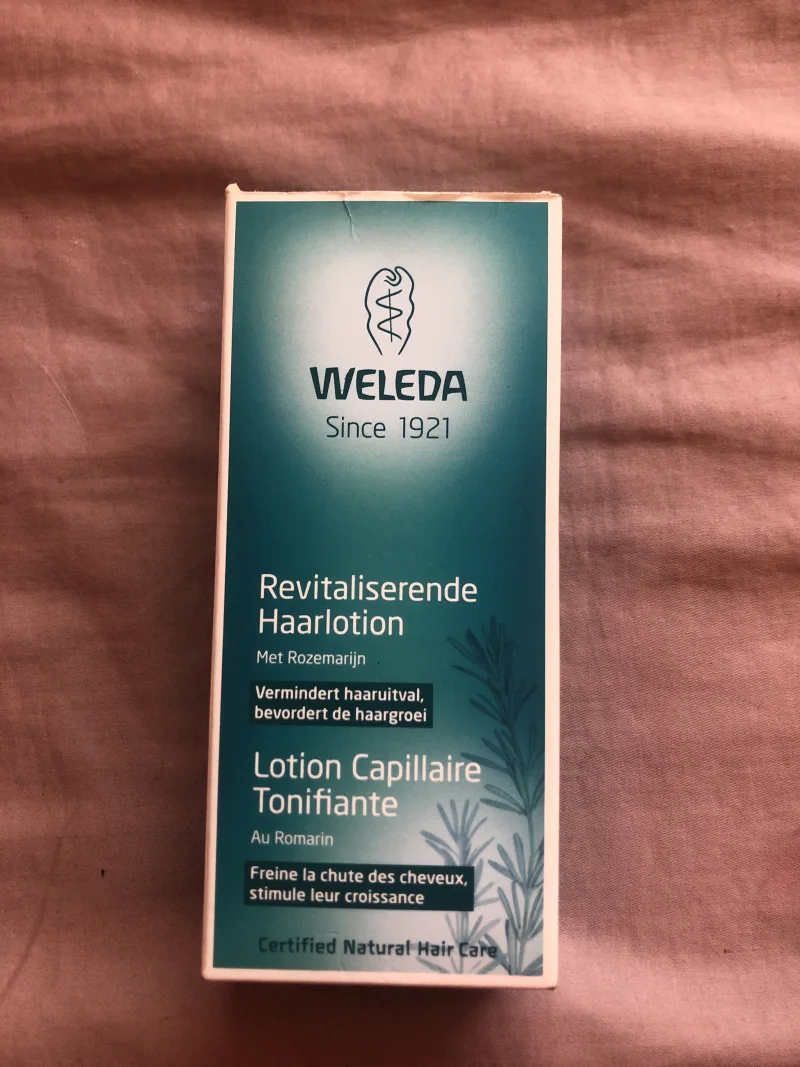 WELEDA
Since 1921
Revitaliserende
Haarlotion
Met Rozemarijn
Vermindert haaruitval,
bevordert de haargroei
Lotion Capillaire
Tonifiante
Au Romarin
Freine la chute des cheveux,
stimule leur croissance
Certified Natural Hair Care